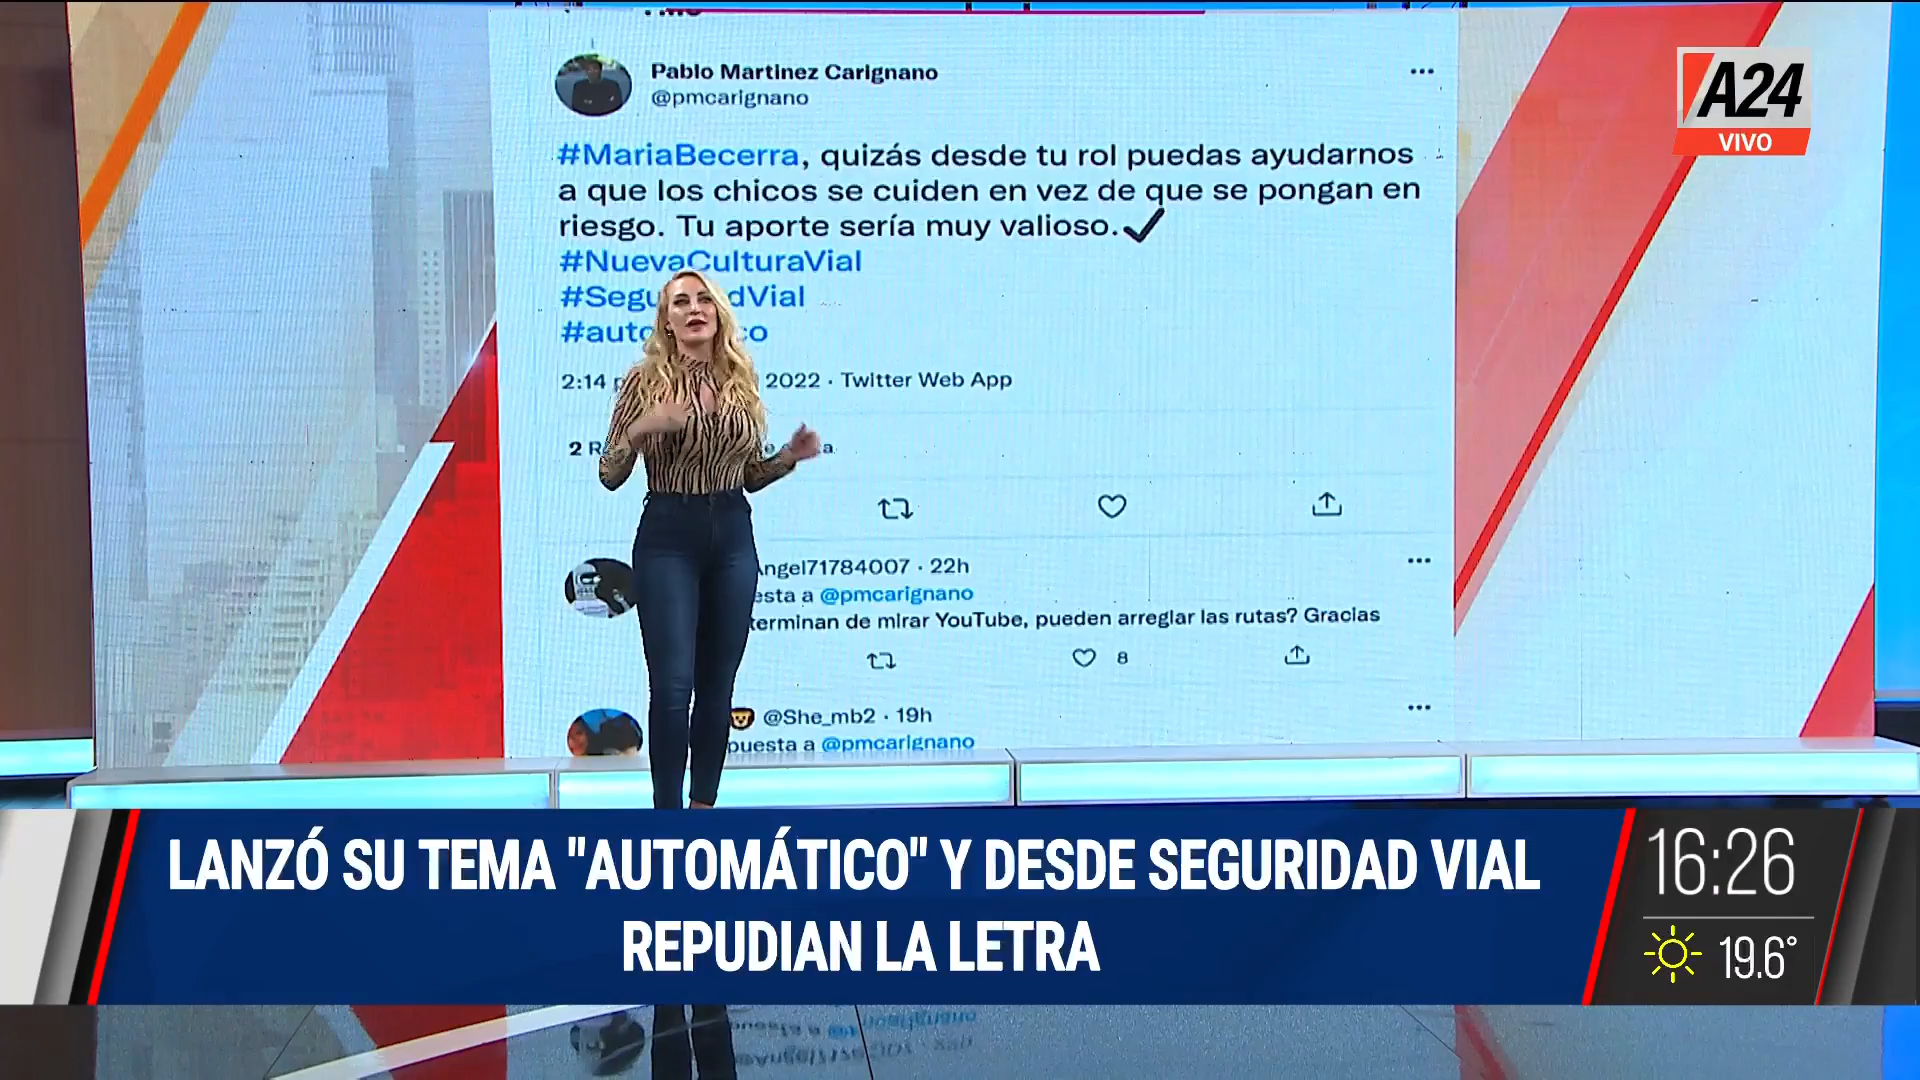 Pablo Martinez Carignano
@pmcarignano
A24
VIVO
#MariaBecerra, quizás desde tu rol puedas ayudarnos
a que los chicos se cuiden en vez de que se pongan en
riesgo. Tu aporte sería muy valioso.✔
#NuevaCulturaVial
2:14 2022 · Twitter Web App
2
ngel71784007 · 22h
@pmcarignano
terminan de mirar YouTube, pueden arreglar las rutas? Gracias
8
@She_mb2 · 19h
@pmcarignano
LANZÓ SU TEMA "AUTOMÁTICO" Y DESDE SEGURIDAD VIAL
REPUDIAN LA LETRA
16:26
19.6°